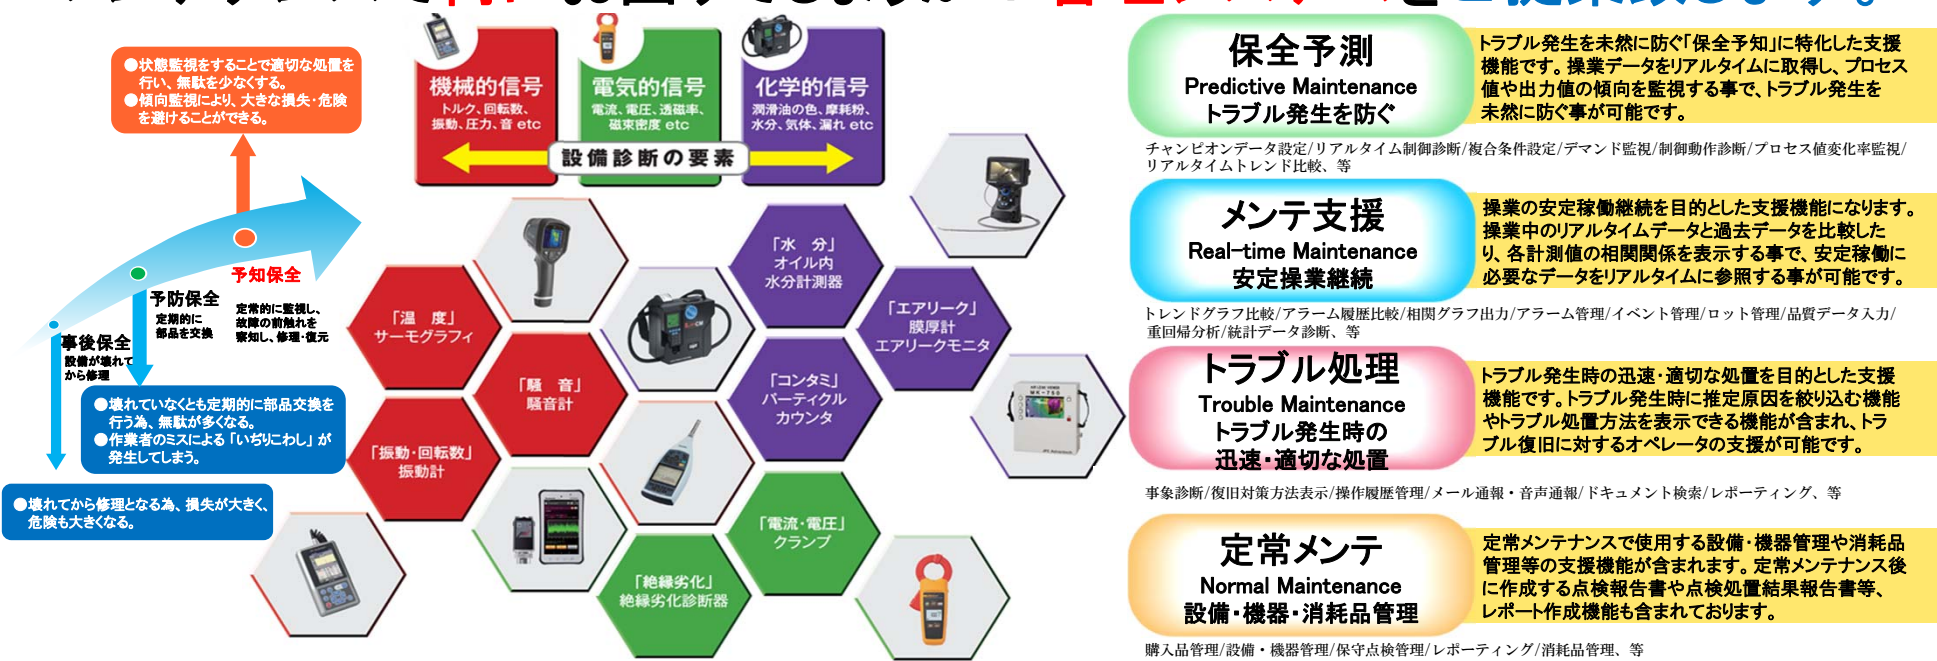 ●状態監視をすることで適切な処置を
行い、無駄を少なくする。
●傾向監視により、大きな損失・危険
を避けることができる。
予知保全
定常的に監視し、
故障の前触れを
察知し、修理・復元
予防保全
定期的に
部品を交換
事後保全
設備が壊れて
から修理
●壊れていなくとも定期的に部品交換を
行う為、無駄が多くなる。
●作業者のミスによる「いぢりこわし」が
発生してしまう。
●壊れてから修理となる為、損失が大きく、
危険も大きくなる。
機械的信号
トルク、回転数、
振動、圧力、音 etc
電気的信号
電流、電圧、透磁率、
磁束密度 etc
化学的信号
潤滑油の色、摩耗粉、
水分、気体、漏れ etc
設備診断の要素
「水 分」
オイル内
水分計測器
「温 度」
サーモグラフィ
「エアリーク」
膜厚計
エアリークモニタ
「騒 音」
騒音計
「コンタミ」
パーティクル
カウンタ
「振動・回転数」
振動計
「電流・電圧」
クランプ
「絶縁劣化」
絶縁劣化診断器
MK-750
保全予測
Predictive Maintenance
トラブル発生を防ぐ
トラブル発生を未然に防ぐ「保全予知」に特化した支援
機能です。操業データをリアルタイムに取得し、プロセス
値や出力値の傾向を監視する事で、トラブル発生を
未然に防ぐ事が可能です。
チャンピオンデータ設定/リアルタイム制御診断/複合条件設定/デマンド監視/制御動作診断/プロセス値変化率監視/
リアルタイムトレンド比較、等
メンテ支援
Real-time Maintenance
安定操業継続
操業の安定稼働継続を目的とした支援機能になります。
操業中のリアルタイムデータと過去データを比較した
り、各計測値の相関関係を表示する事で、安定稼働に
必要なデータをリアルタイムに参照する事が可能です。
トレンドグラフ比較/アラーム履歴比較/相関グラフ出力/アラーム管理/イベント管理/ロット管理/品質データ入力/
重回帰分析/統計データ診断、等
トラブル処理
Trouble Maintenance
トラブル発生時の
迅速・適切な処置
トラブル発生時の迅速・適切な処置を目的とした支援
機能です。トラブル発生時に推定原因を絞り込む機能
やトラブル処置方法を表示できる機能が含まれ、トラ
ブル復旧に対するオペレータの支援が可能です。
事象診断/復旧対策方法表示/操作履歴管理/メール通報・音声通報/ドキュメント検索/レポーティング、等
定常メンテ
Normal Maintenance
設備・機器・消耗品管理
定常メンテナンスで使用する設備・機器管理や消耗品
管理等の支援機能が含まれます。定常メンテナンス後
に作成する点検報告書や点検処置結果報告書等、
レポート作成機能も含まれております。
購入品管理/設備・機器管理/保守点検管理/レポーティング/消耗品管理、等